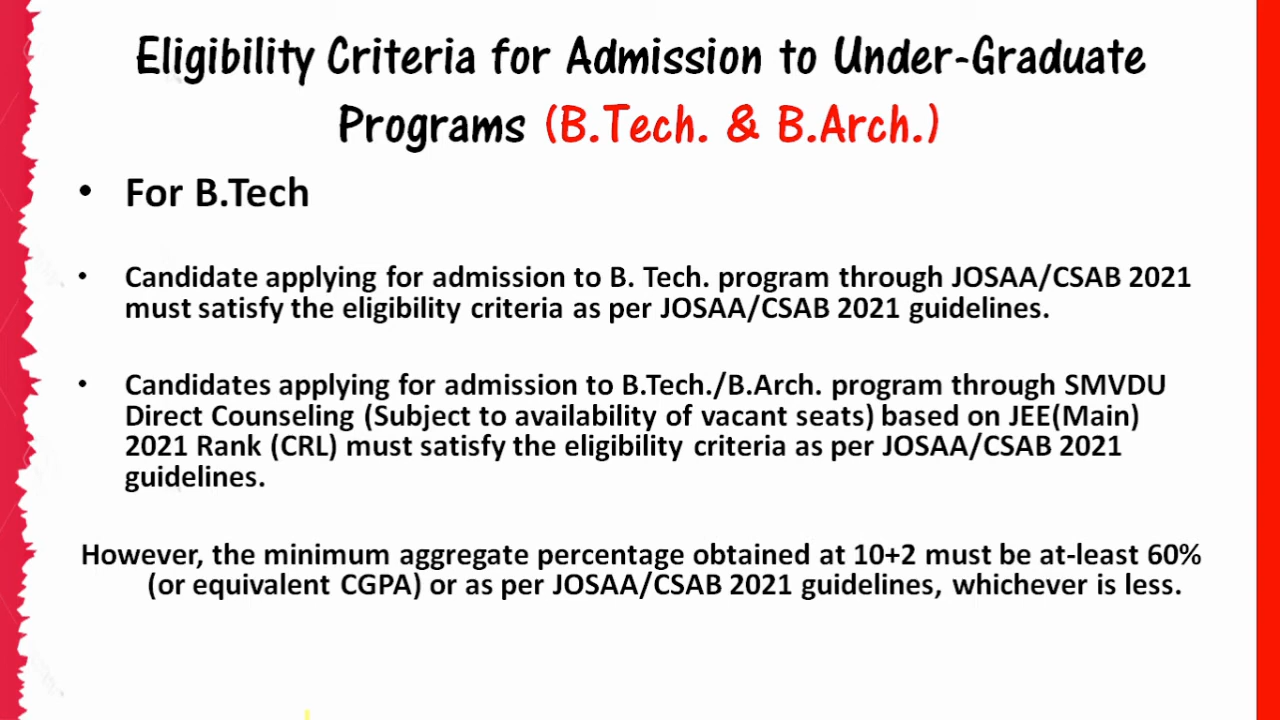 Eligibility Criteria for Admission to Under-Graduate
Programs (B.Tech. & B.Arch.)
• For B.Tech
• Candidate applying for admission to B. Tech. program through JOSAA/CSAB 2021
must satisfy the eligibility criteria as per JOSAA/CSAB 2021 guidelines.
• Candidates applying for admission to B.Tech./B.Arch. program through SMVDU
Direct Counseling (Subject to availability of vacant seats) based on JEE(Main)
2021 Rank (CRL) must satisfy the eligibility criteria as per JOSAA/CSAB 2021
guidelines.
However, the minimum aggregate percentage obtained at 10+2 must be at-least 60%
(or equivalent CGPA) or as per JOSAA/CSAB 2021 guidelines, whichever is less.